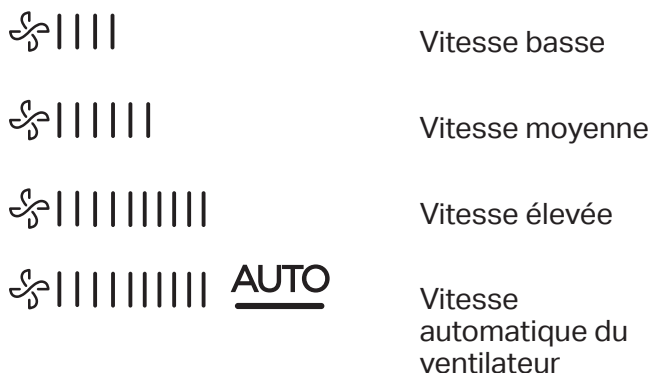 Vitesse basse
Vitesse moyenne
Vitesse élevée
AUTO
Vitesse
automatique du
ventilateur